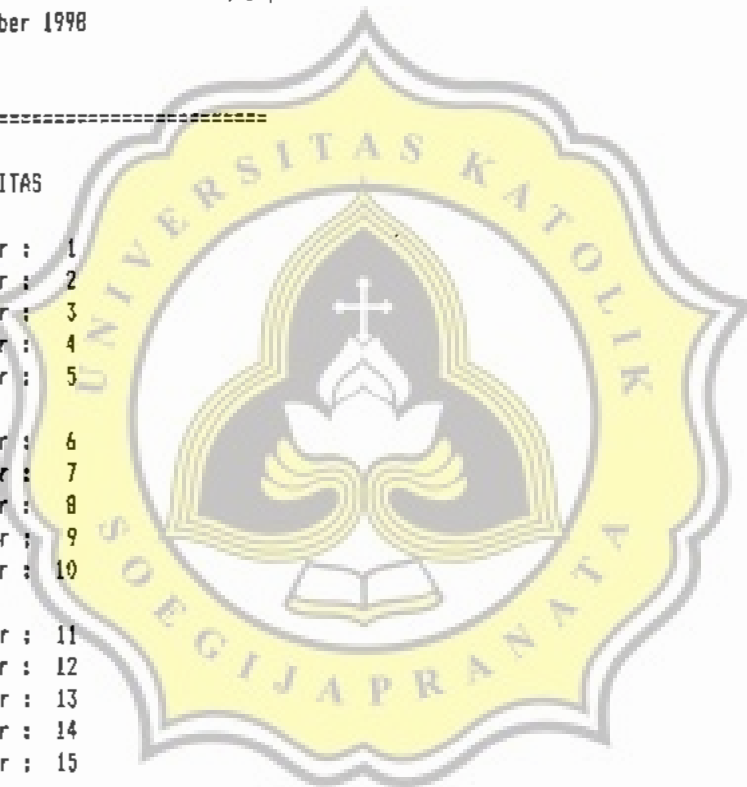 ber 1998
==========================
ITAS
r : 1
r : 2
r : 3
r : 4
r : 5
r : 6
r : 7
r : 8
r : 9
r : 10
r : 11
r : 12
r : 13
r : 14
r : 15
UNIVERSITAS KATOLIK
SOEGIJAPRANATA